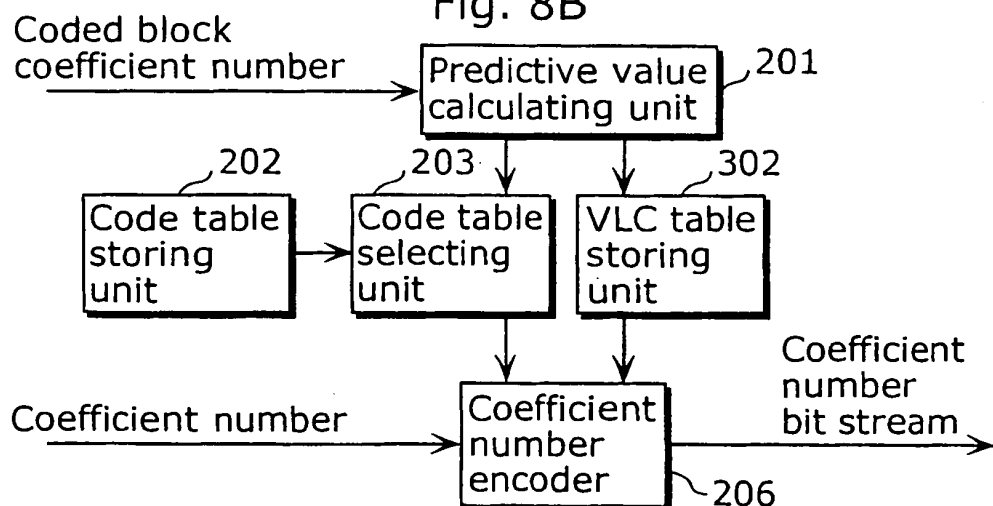 Fig. 8B
Coded block
coefficient number
Predictive value
calculating unit
201
202
203
302
Code table
storing
unit
Code table
selecting
unit
VLC table
storing
unit
Coefficient
number
bit stream
Coefficient number
Coefficient
number
encoder
206